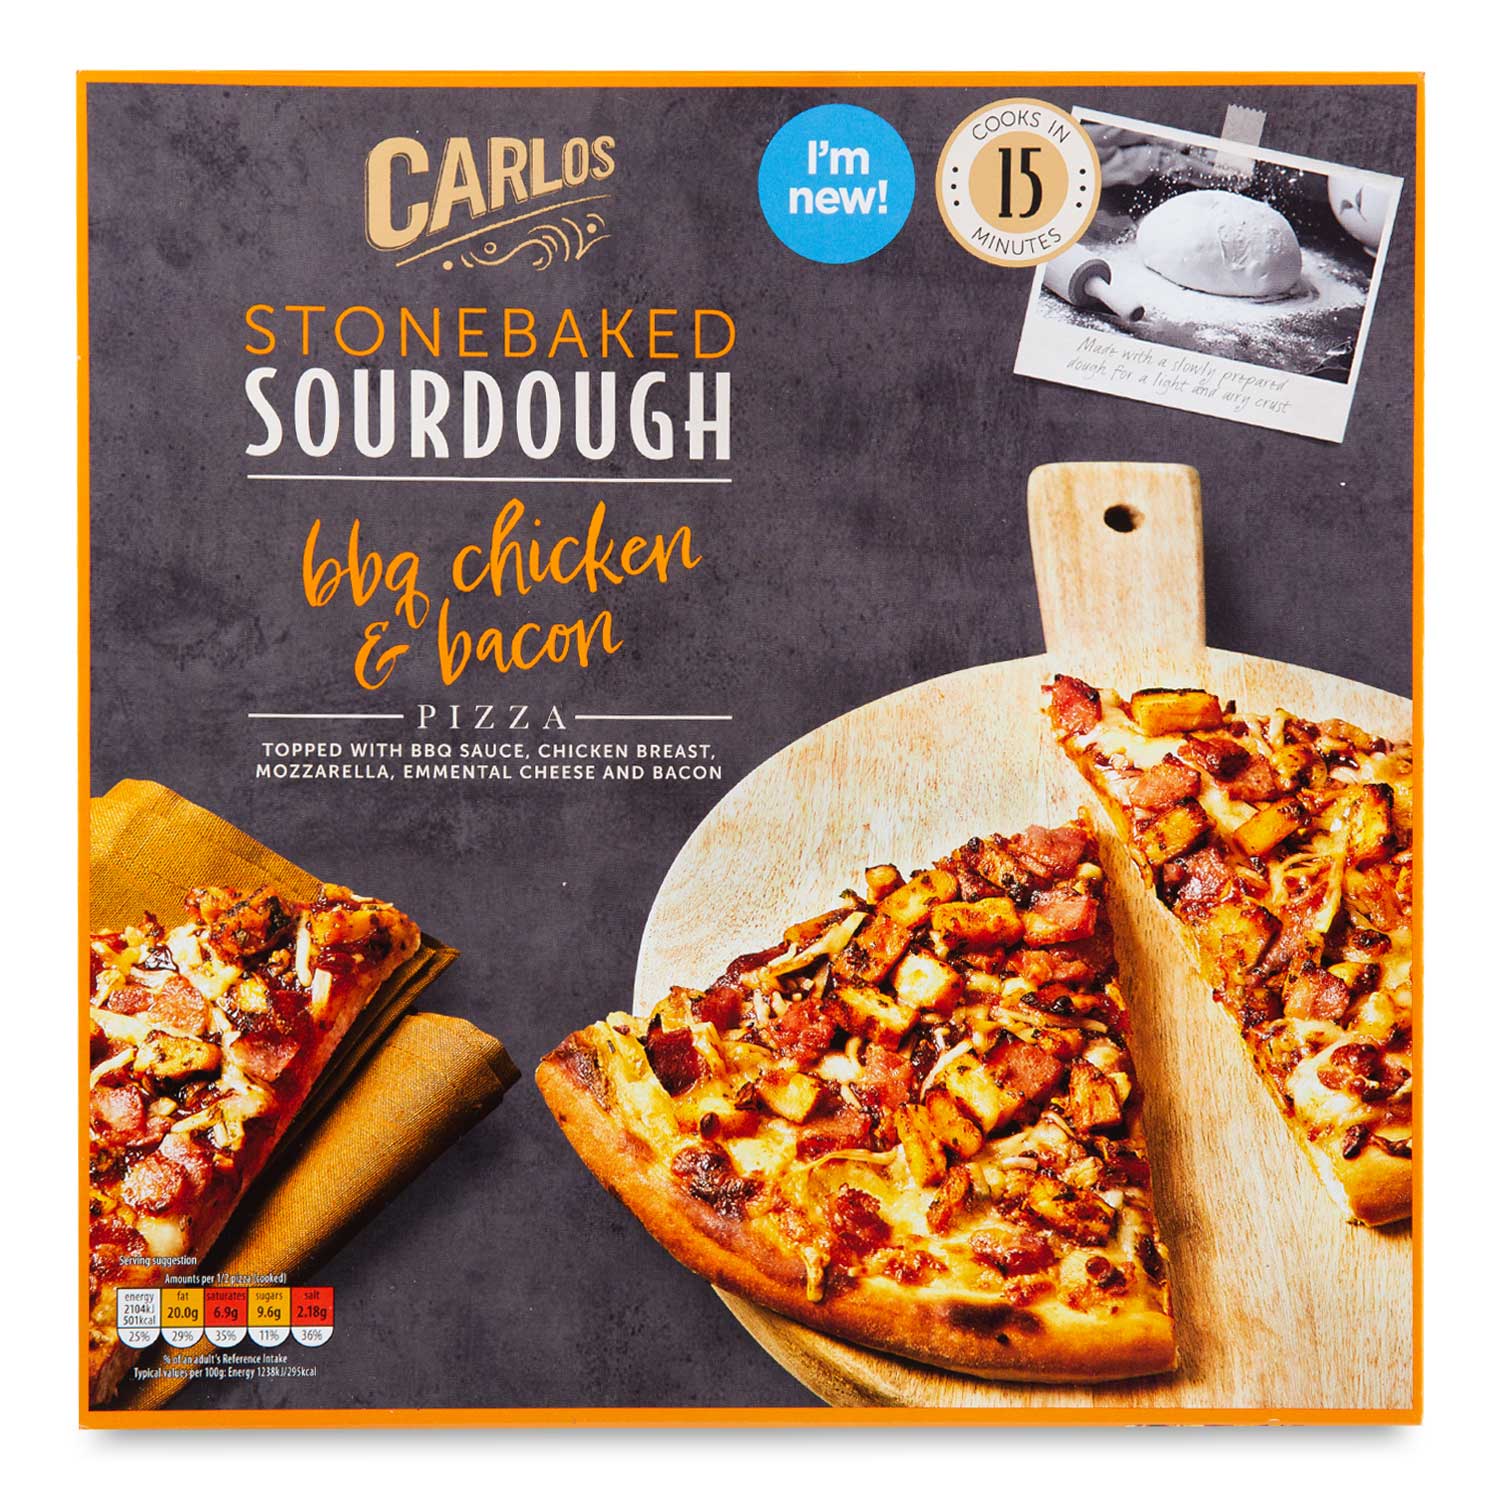 CARLOS
I'm
new!
COOKS IN
15
MINUTES
Made with a slowly prepared
dough for a light and airy crust
STONEBAKED
SOURDOUGH
bbq chicken
& bacon
PIZZA
TOPPED WITH BBQ SAUCE, CHICKEN BREAST,
MOZZARELLA, EMMENTAL CHEESE AND BACON
Serving suggestion
Amounts per 1/2 pizza (cooked)
energy fat saturates sugars salt
2104kJ 20.0g 6.9g 9.6g 2.18g
501kcal
25% 29% 35% 11% 36%
% of an adult's Reference Intake
Typical values per 100g: Energy 1238kJ/295kcal